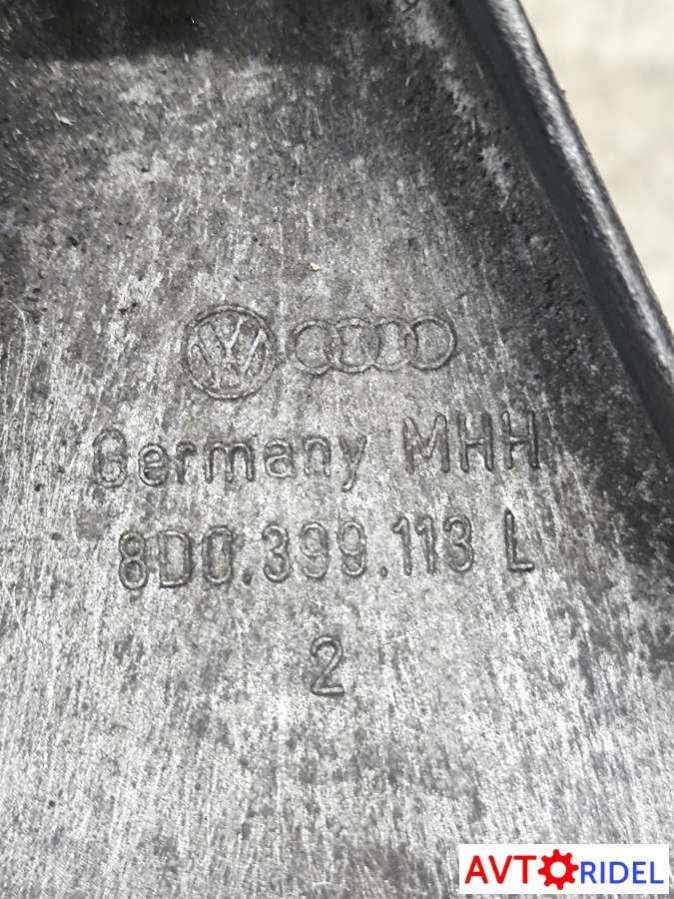 Germany MHH
8D0.399.113 L
2
AVTORIDEL